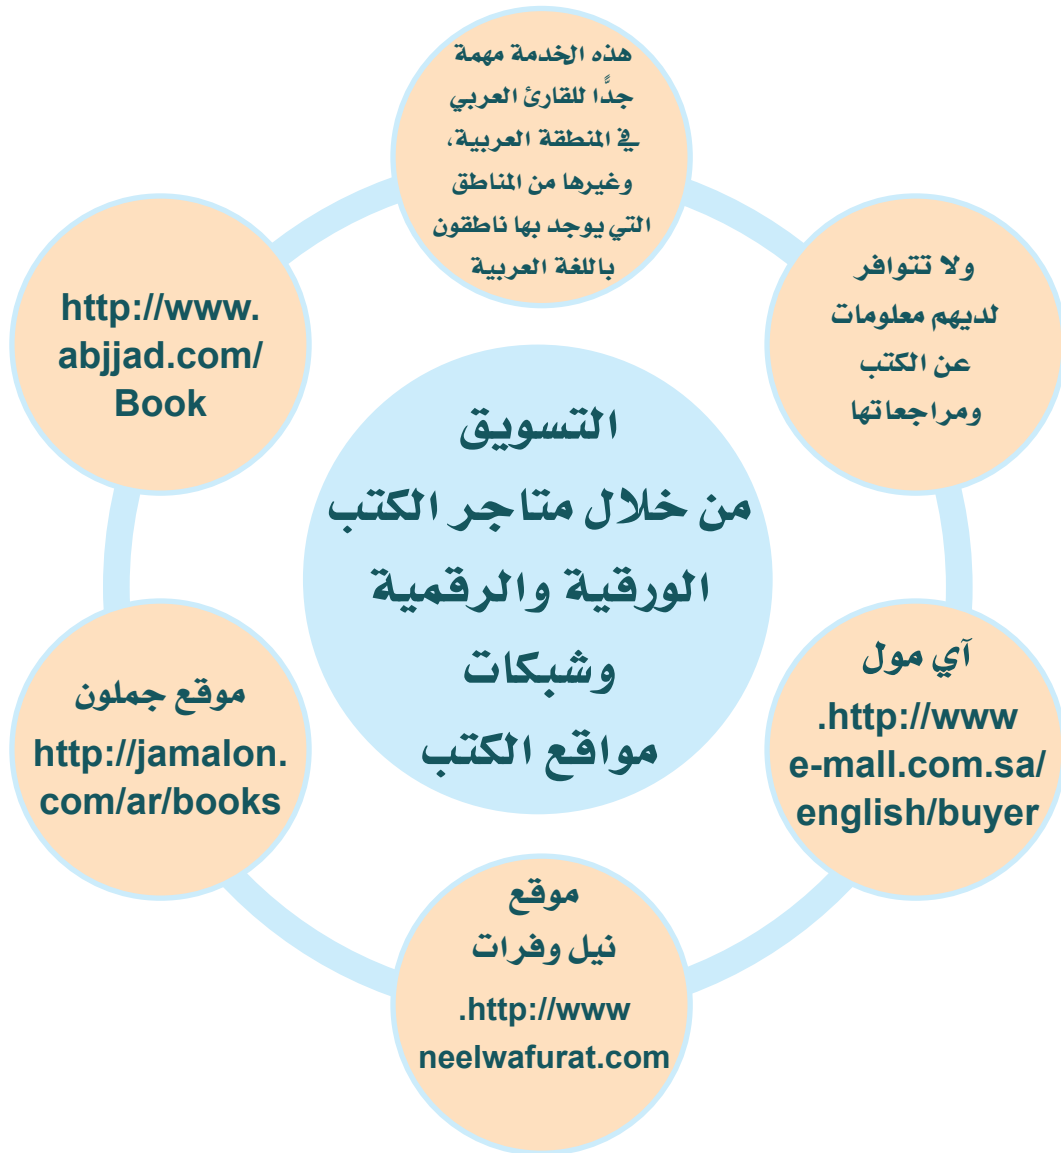 هذه الخدمة مهمة
جدًّا للقارئ العربي
في المنطقة العربية،
وغيرها من المناطق
التي يوجد بها ناطقون
باللغة العربية
ولا تتوافر
لديهم معلومات
عن الكتب
ومراجعاتها
آي مول
.http://www
e-mall.com.sa/
english/buyer
موقع
نيل وفرات
.http://www
neelwafurat.com
موقع جملون
http://jamalon.
com/ar/books
http://www.
abjjad.com/
Book
التسويق
من خلال متاجر الكتب
الورقية والرقمية
وشبكات
مواقع الكتب